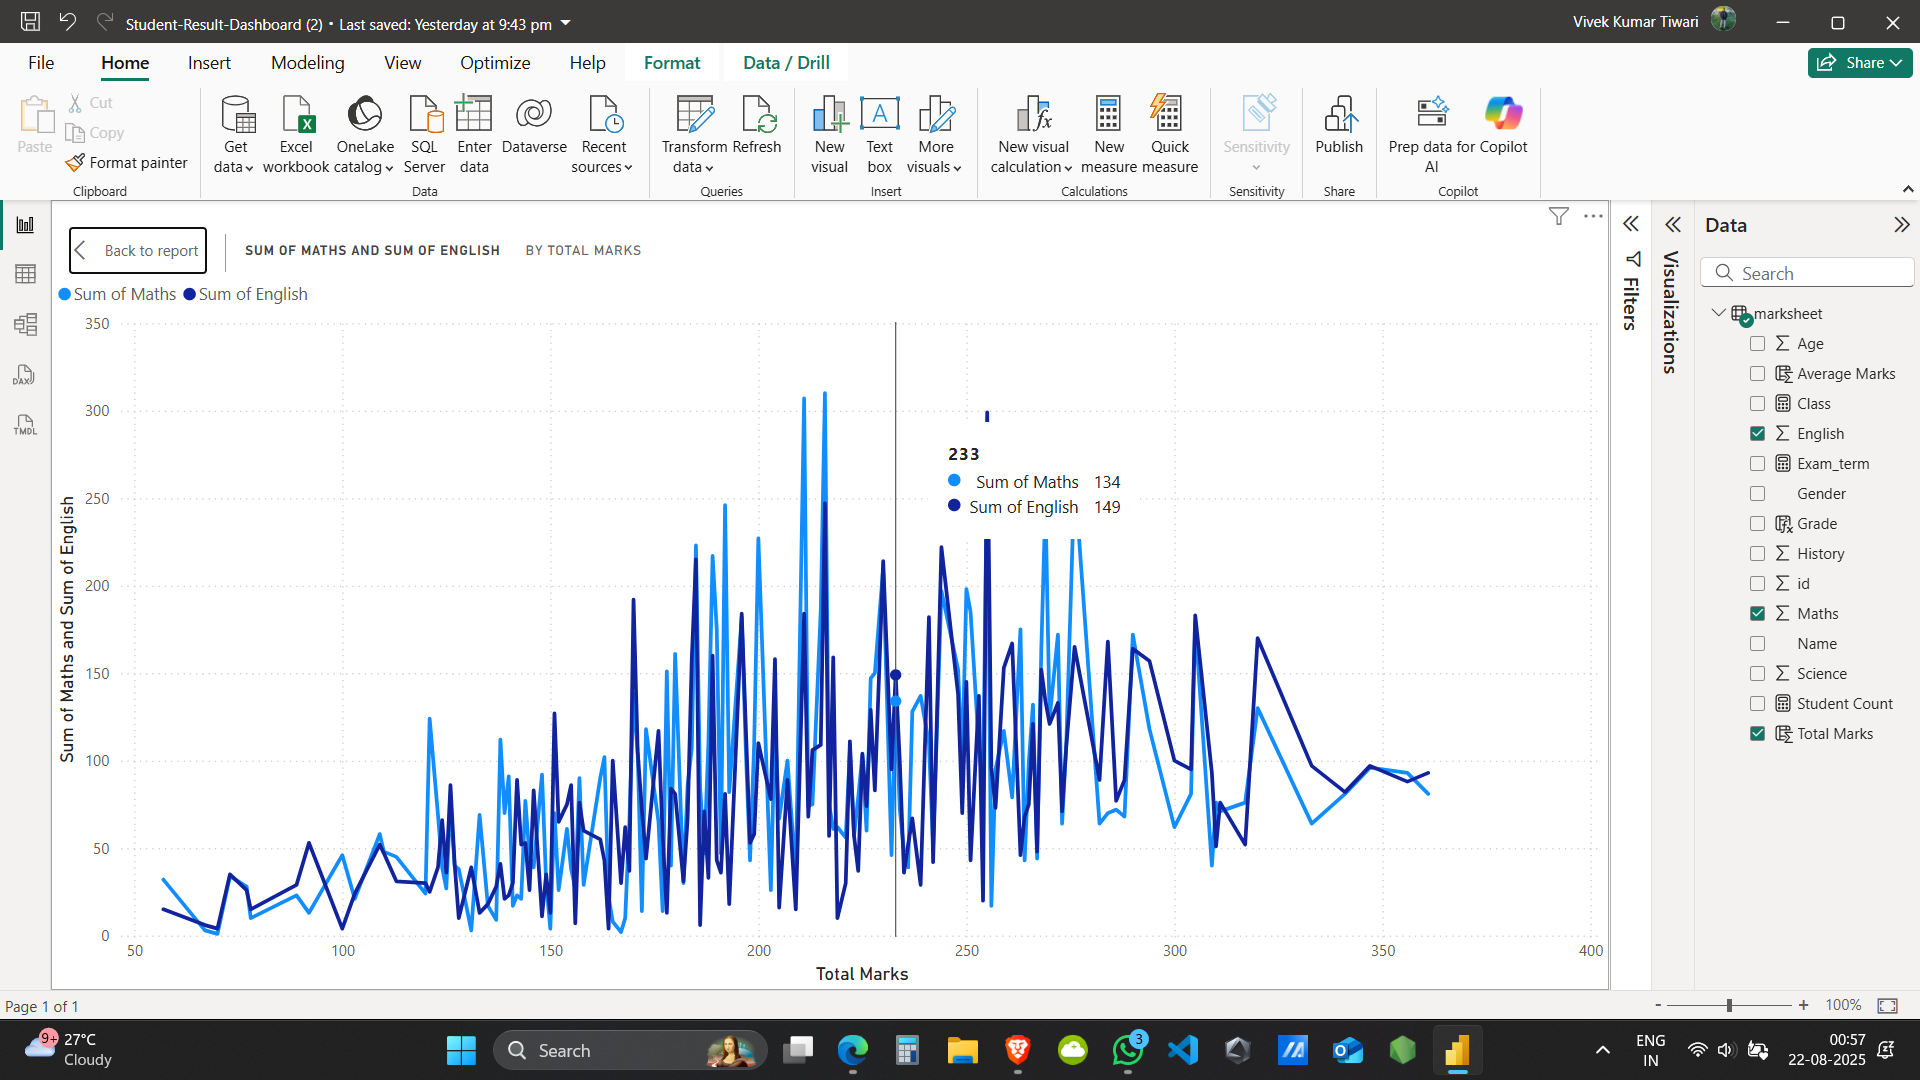 Student-Result-Dashboard (2) • Last saved: Yesterday at 9:43 pm
Vivek Kumar Tiwari
File Home Insert Modeling View Optimize Help Format Data / Drill
Share
Paste
Cut
Copy
Format painter
Clipboard
Get data
Excel workbook
OneLake catalog
SQL Server
Enter data
Dataverse
Recent sources
Data
Transform data
Refresh
Queries
New visual
Text box
More visuals
Insert
New visual calculation
New measure
Quick measure
Calculations
Sensitivity
Sensitivity
Publish
Share
Prep data for AI
Copilot
Copilot
DAX
TMDL
Back to report
SUM OF MATHS AND SUM OF ENGLISH
BY TOTAL MARKS
Sum of Maths
Sum of English
Sum of Maths and Sum of English
350
300
250
200
150
100
50
0
233
Sum of Maths 134
Sum of English 149
50 100 150 200 250 300 350 400
Total Marks
Filters
Visualizations
Data
Search
marksheet
Age
Average Marks
Class
English
Exam_term
Gender
Grade
History
id
Maths
Name
Science
Student Count
Total Marks
Page 1 of 1
- + 100%
9+
27°C
Cloudy
Search
3
ENG
IN
00:57
22-08-2025